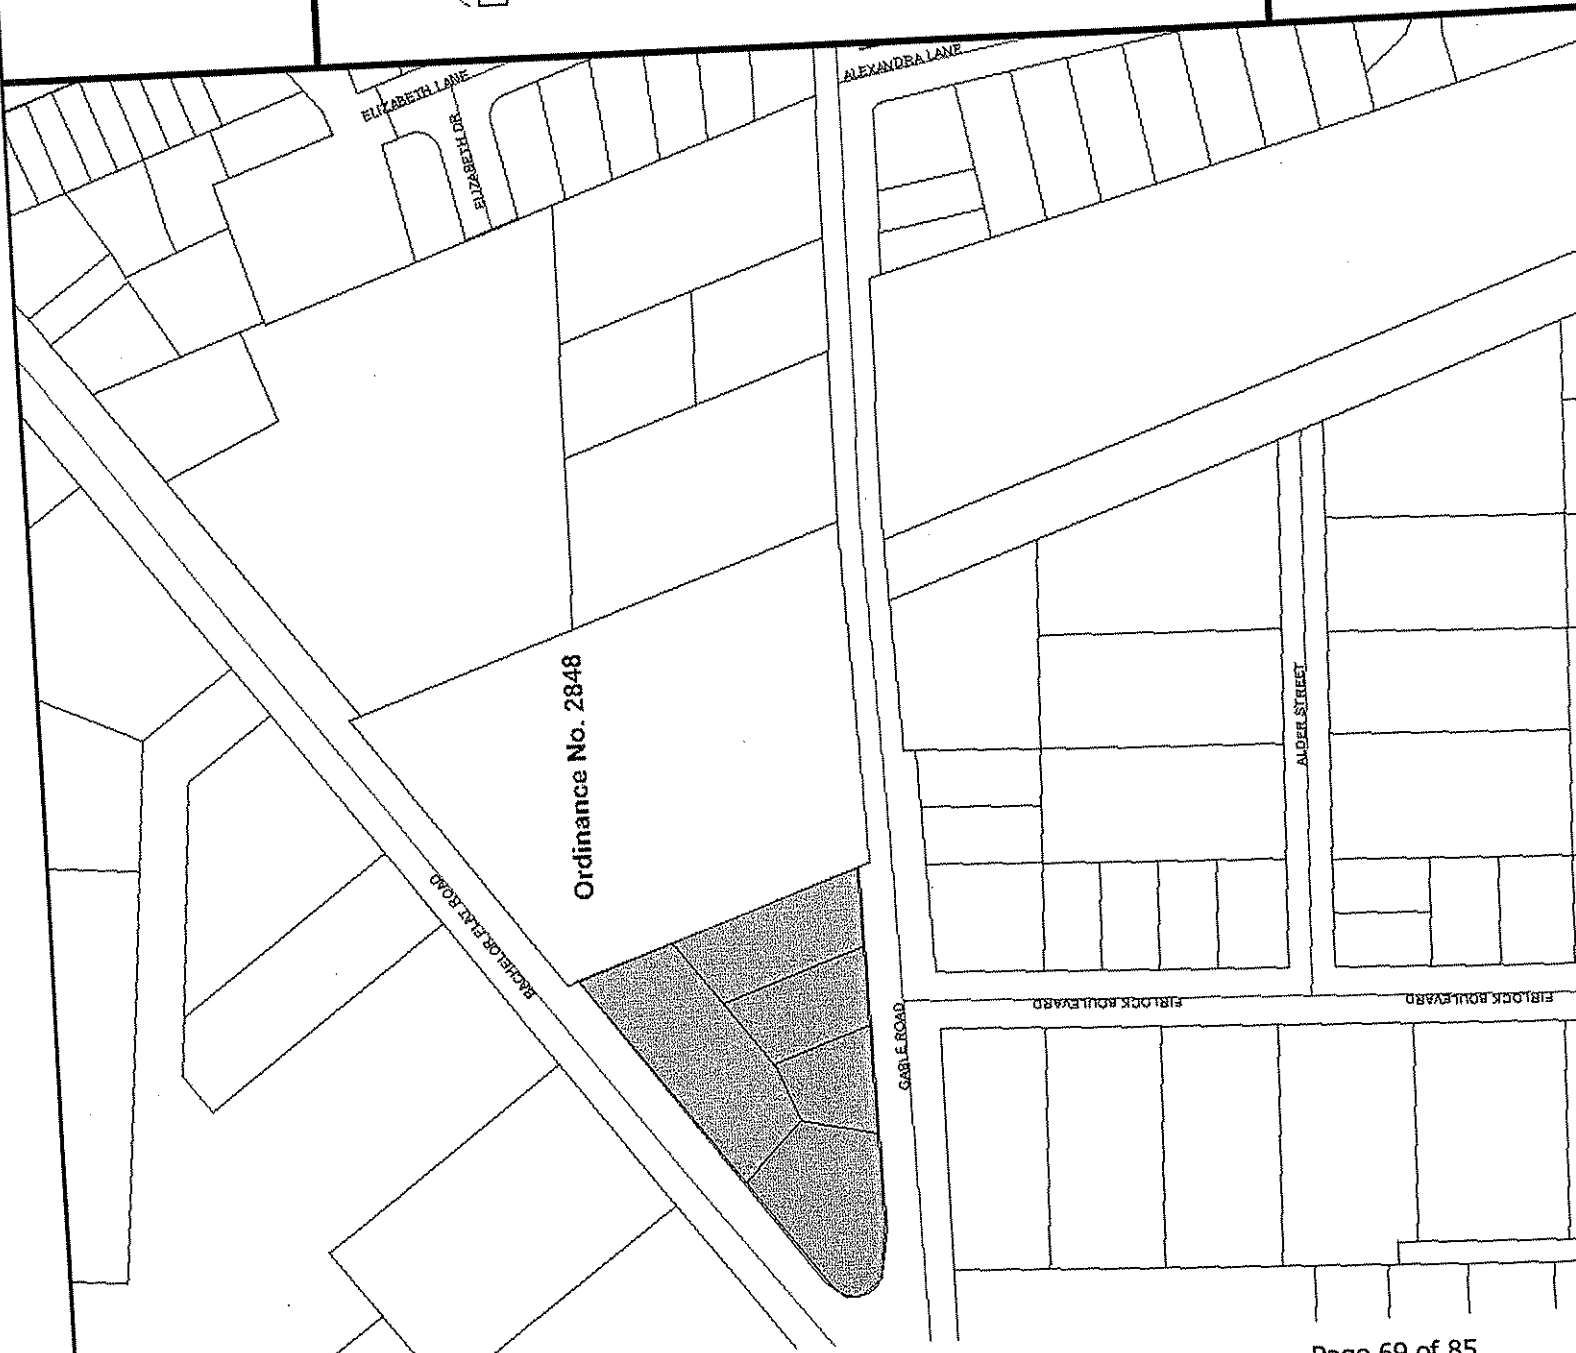 ALEXANDRA LANE
ELIZABETH LANE
ELIZABETH DR.
Ordinance No. 2848
ALDER STREET
BACHELOR FLAT ROAD
GABLE ROAD
FIRLOCK BOULEVARD
FIRLOCK BOULEVARD
Page 69 of 85